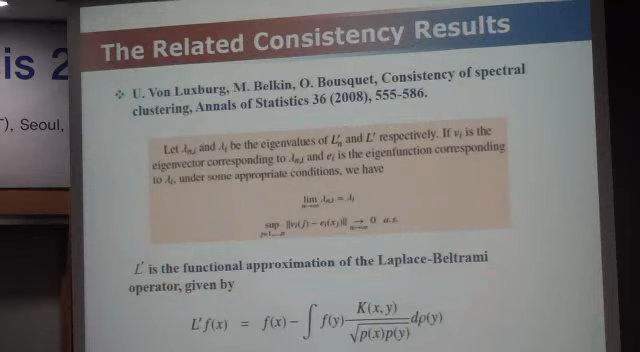 The Related Consistency Results
is 2
), Seoul,
❖ U. Von Luxburg, M. Belkin, O. Bousquet, Consistency of spectral
clustering, Annals of Statistics 36 (2008), 555-586.
Let λn,i and λi be the eigenvalues of L'n and L' respectively. If vi is the
eigenvector corresponding to λn,i and ei is the eigenfunction corresponding
to λi, under some appropriate conditions, we have
lim n→∞ λn,i = λi
sup j=1,...,n ||vi(j) − ei(xj)|| → n→∞ 0 a.s.
L' is the functional approximation of the Laplace-Beltrami
operator, given by
L'f(x) = f(x) − ∫ f(y) K(x, y) / √p(x)p(y) dρ(y)